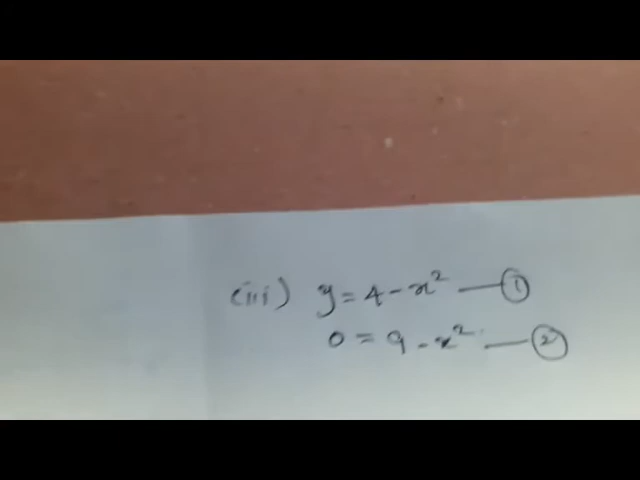 (iii) y = 4 - x² — ①
0 = 9 - x² — ②